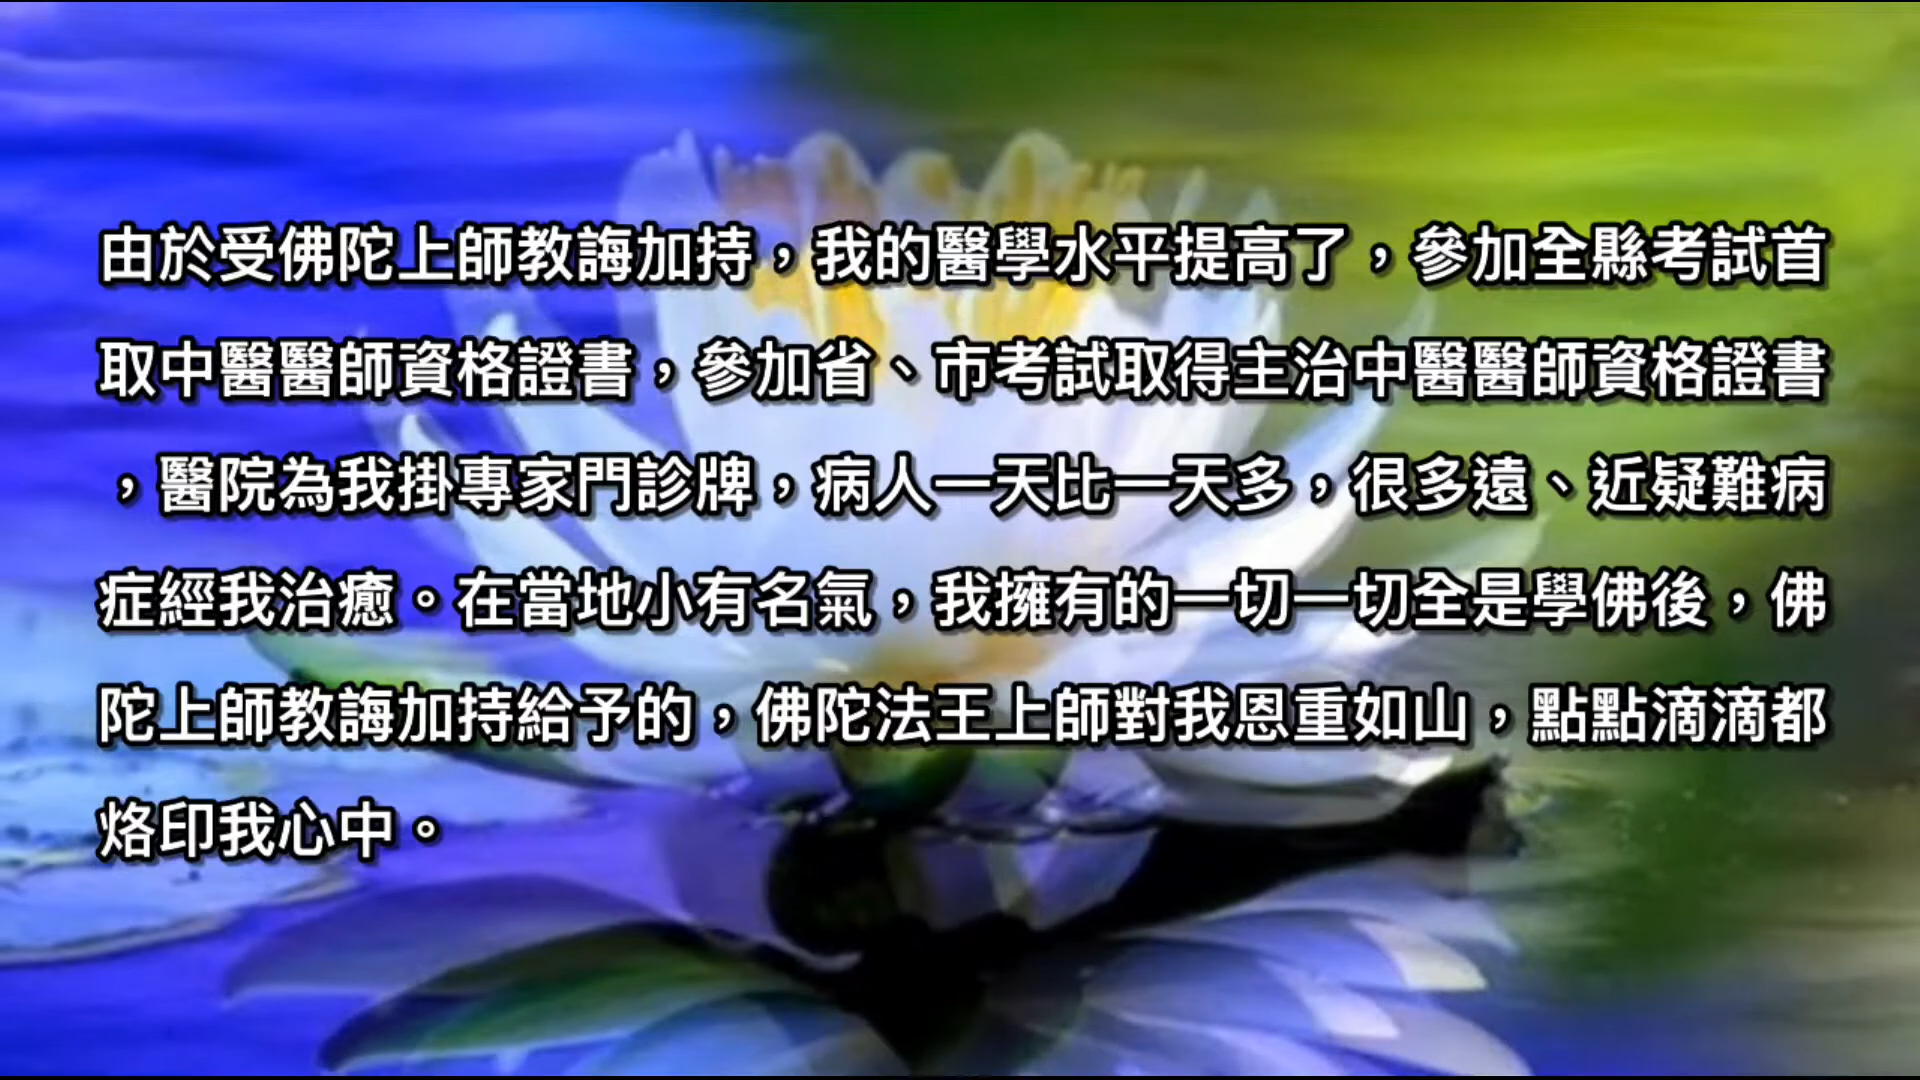 由於受佛陀上師教誨加持，我的醫學水平提高了，參加全縣考試首
取中醫醫師資格證書，參加省、市考試取得主治中醫醫師資格證書
，醫院為我掛專家門診牌，病人一天比一天多，很多遠、近疑難病
症經我治癒。在當地小有名氣，我擁有的一切一切全是學佛後，佛
陀上師教誨加持給予的，佛陀法王上師對我恩重如山，點點滴滴都
烙印我心中。